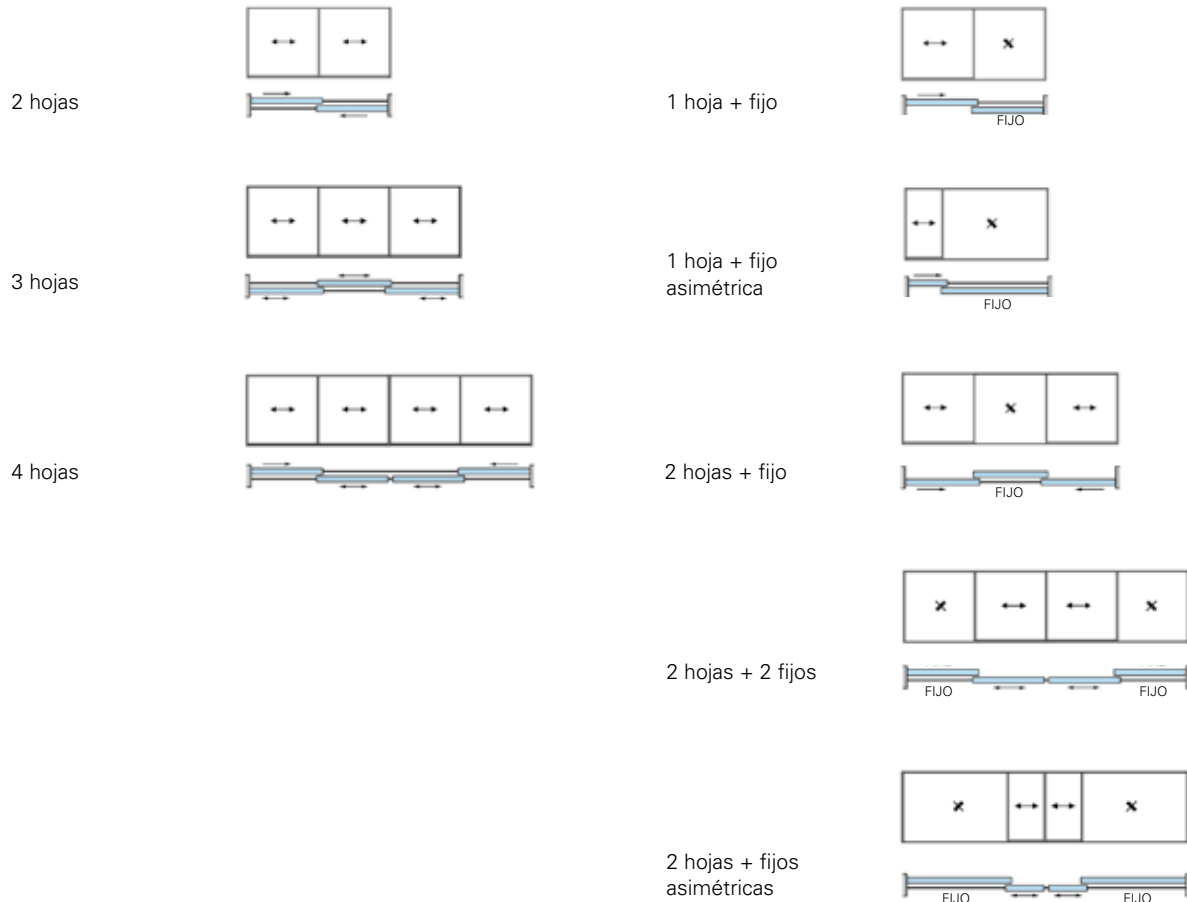 2 hojas
3 hojas
4 hojas
1 hoja + fijo
FIJO
1 hoja + fijo
asimétrica
FIJO
2 hojas + fijo
FIJO
2 hojas + 2 fijos
FIJO
FIJO
2 hojas + fijos
asimétricas
FIJO
FIJO